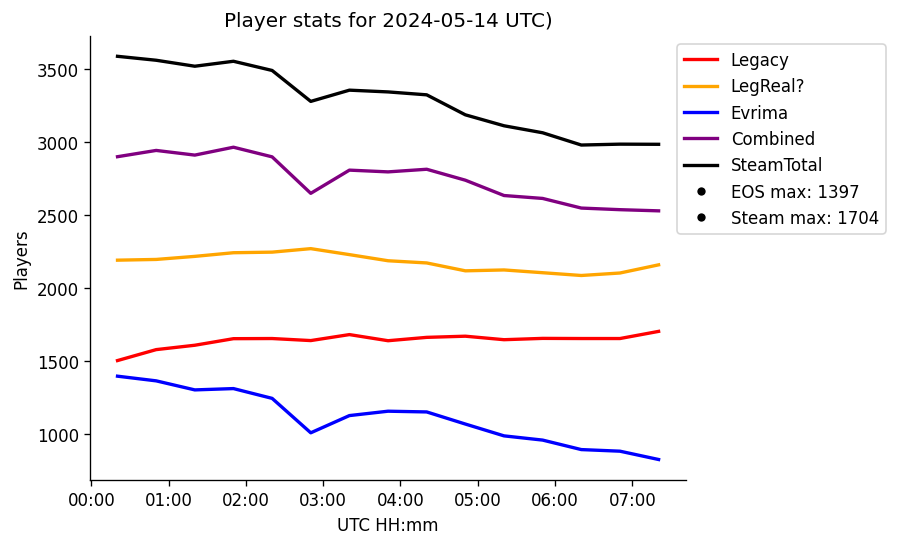 Player stats for 2024-05-14 UTC)
Legacy
LegReal?
Evrima
Combined
SteamTotal
EOS max: 1397
Steam max: 1704
Players
3500
3000
2500
2000
1500
1000
00:00 01:00 02:00 03:00 04:00 05:00 06:00 07:00
UTC HH:mm